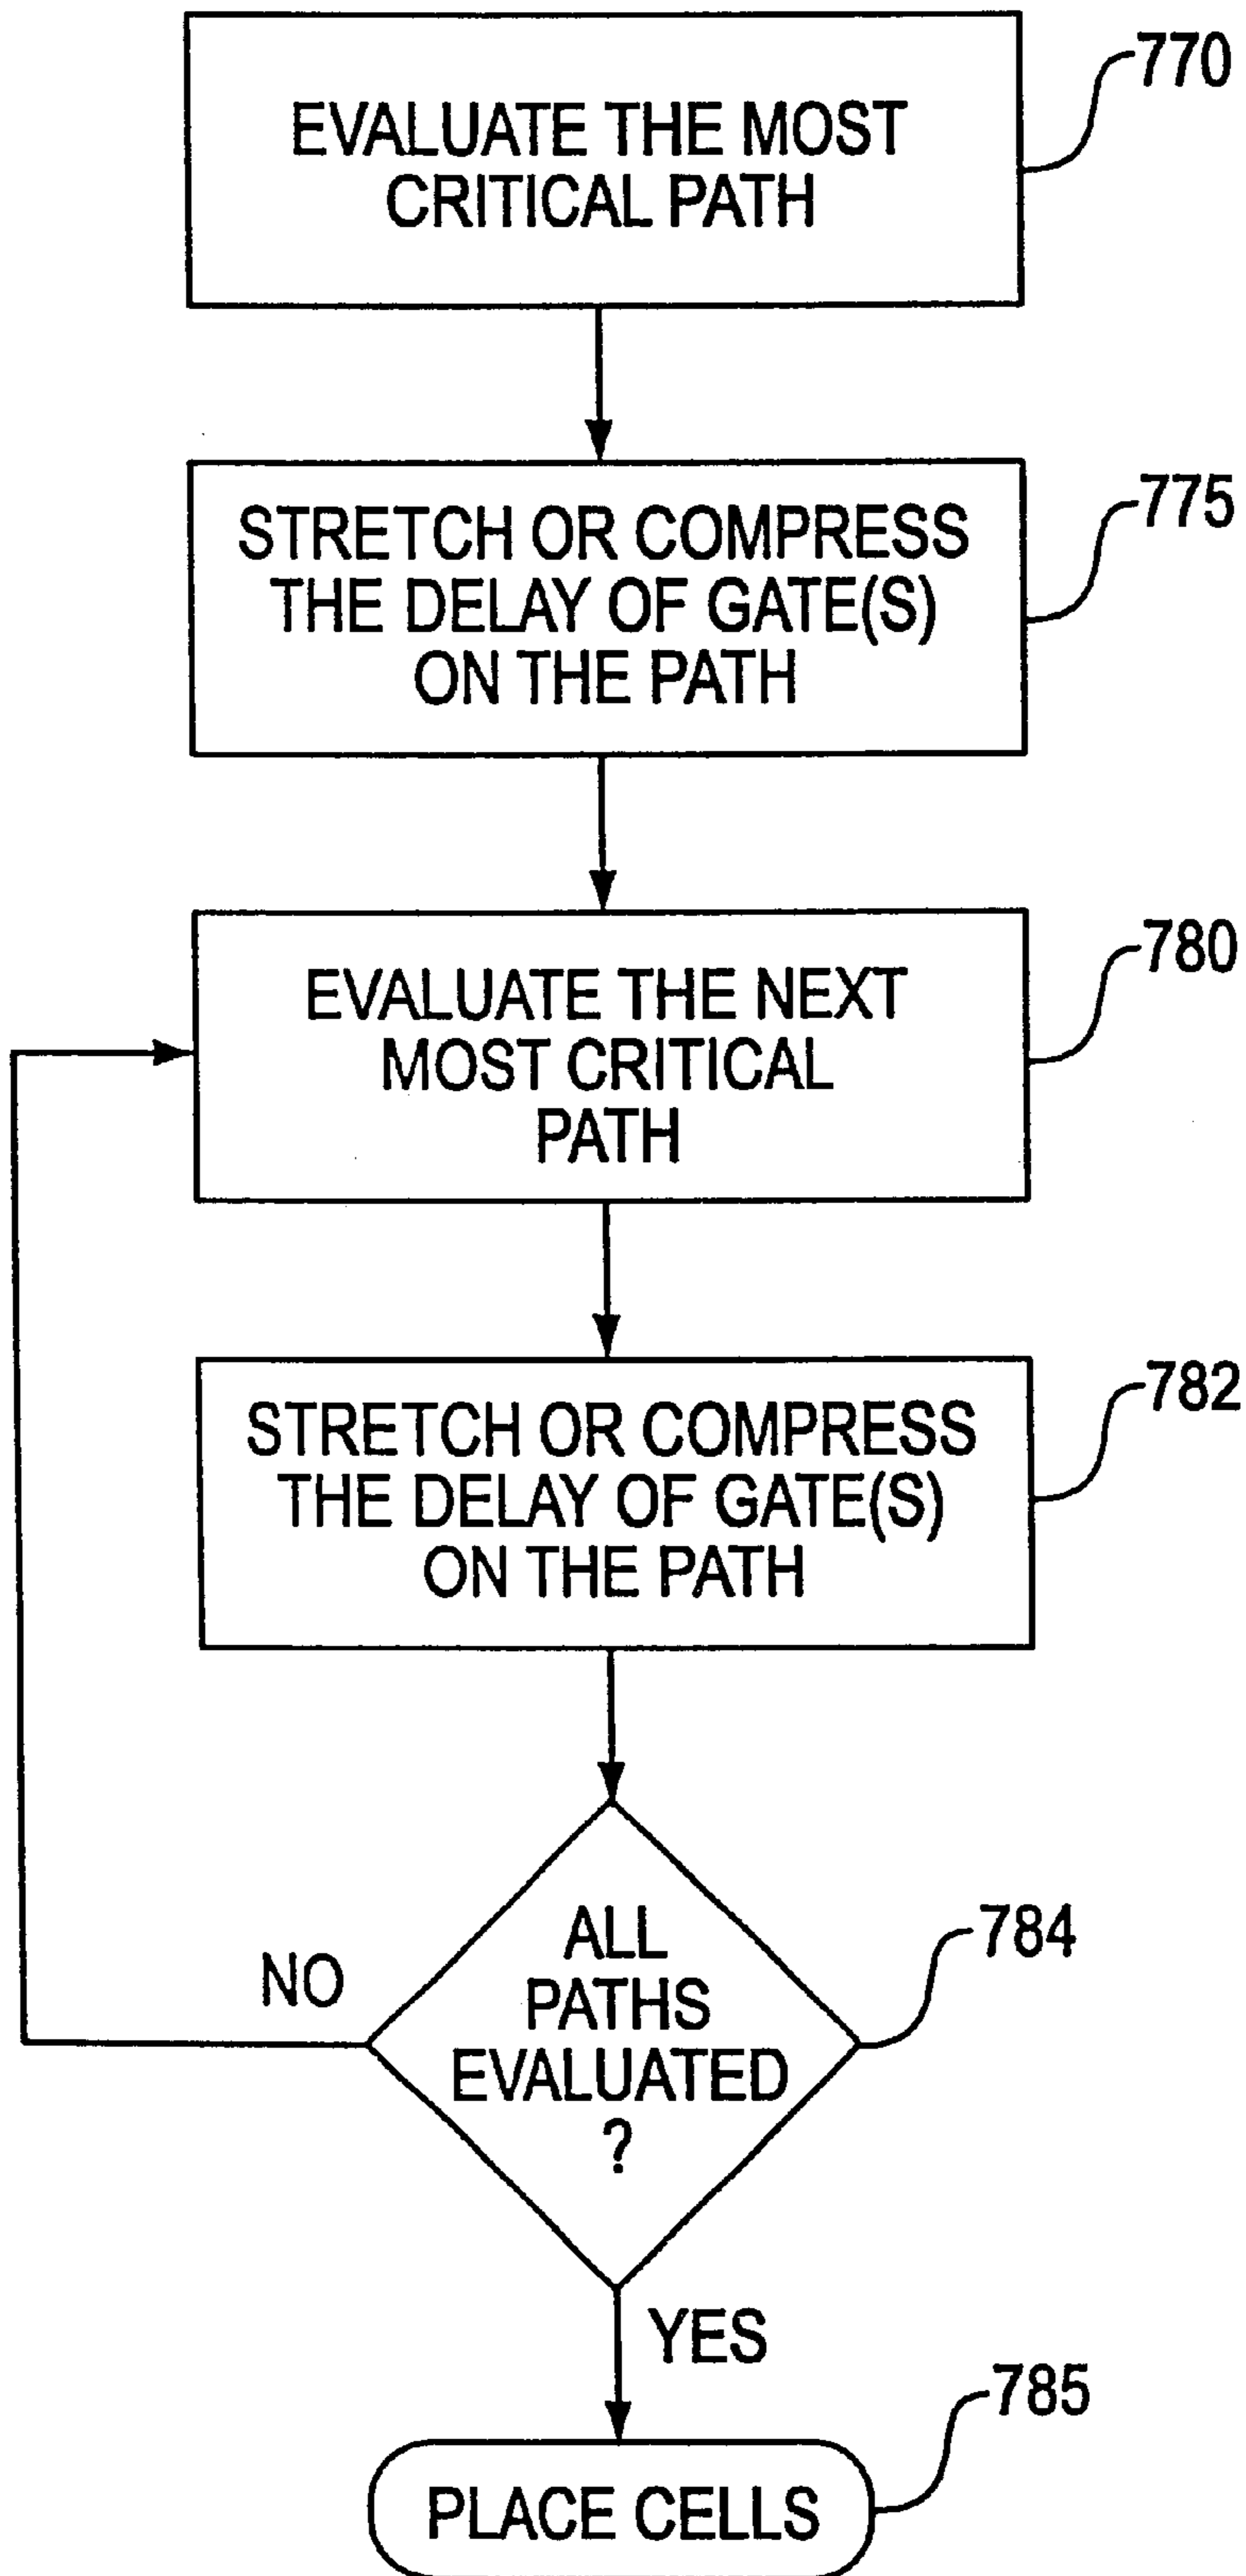 770
EVALUATE THE MOST
CRITICAL PATH
775
STRETCH OR COMPRESS
THE DELAY OF GATE(S)
ON THE PATH
780
EVALUATE THE NEXT
MOST CRITICAL
PATH
782
STRETCH OR COMPRESS
THE DELAY OF GATE(S)
ON THE PATH
784
ALL
PATHS
EVALUATED
?
NO
YES
785
PLACE CELLS